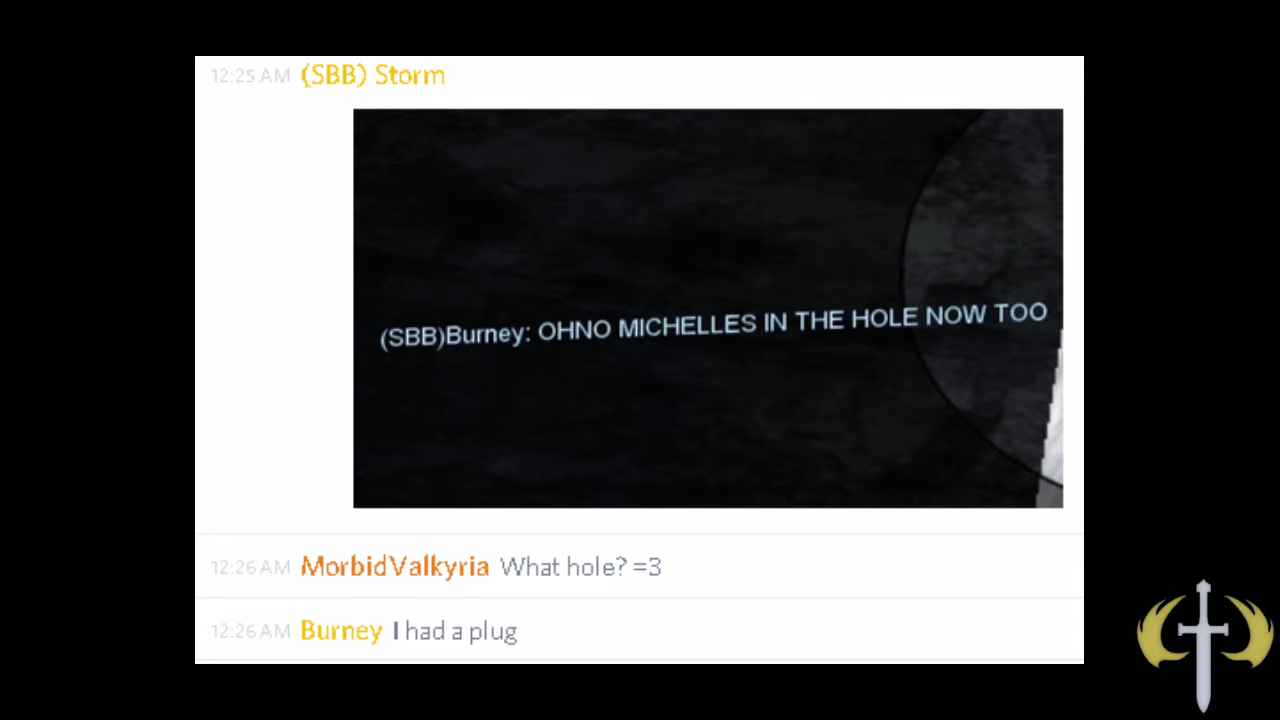 12:25 AM (SBB) Storm
(SBB)Burney: OHNO MICHELLES IN THE HOLE NOW TOO
12:26 AM MorbidValkyria What hole? =3
12:26 AM Burney I had a plug